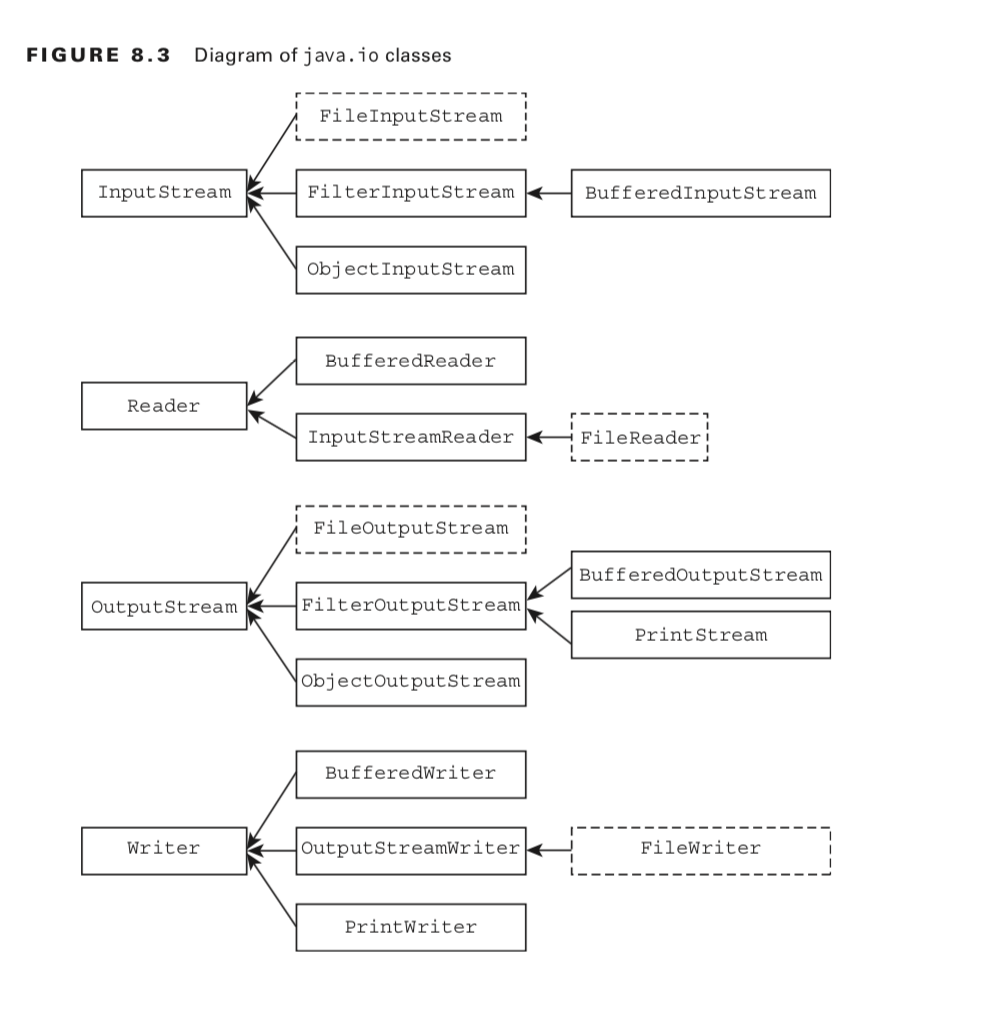 FIGURE 8.3 Diagram of java.io classes
FileInputStream
InputStream FilterInputStream BufferedInputStream
ObjectInputStream
BufferedReader
Reader
InputStreamReader FileReader
FileOutputStream
BufferedOutputStream
OutputStream FilterOutputStream
PrintStream
ObjectOutputStream
BufferedWriter
Writer OutputStreamWriter FileWriter
PrintWriter